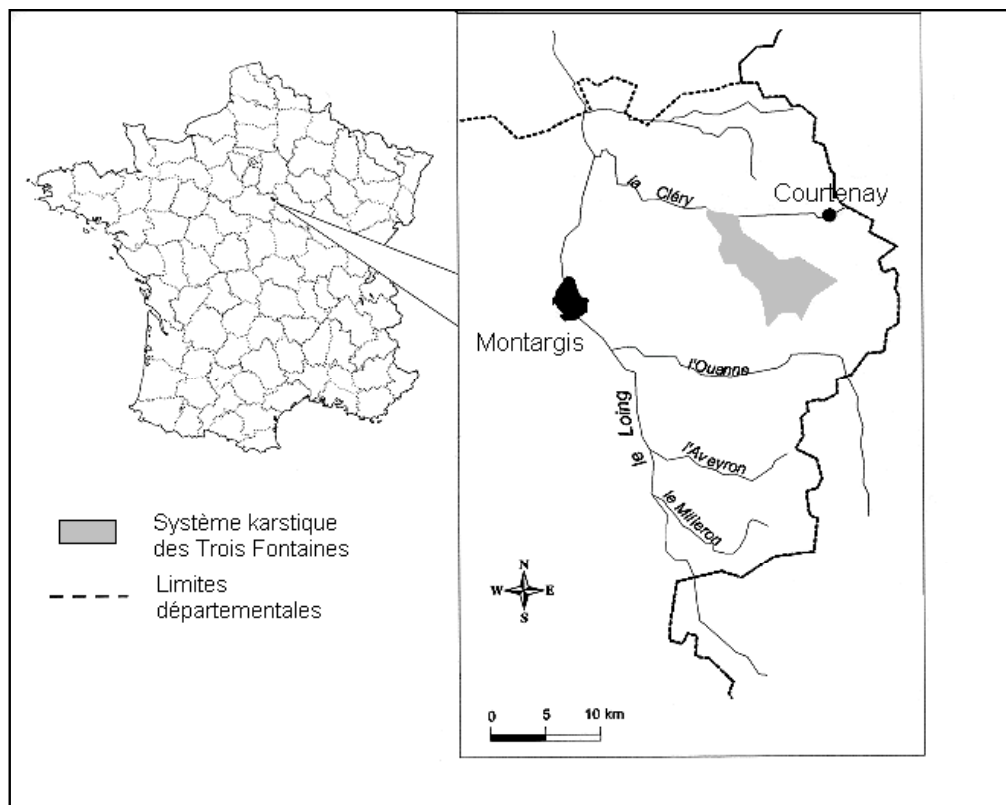 la Cléry
Courtenay
Montargis
l'Ouanne
le Loing
l'Aveyron
le Milleron
Système karstique
des Trois Fontaines
Limites
départementales
N
W E
S
0 5 10 km